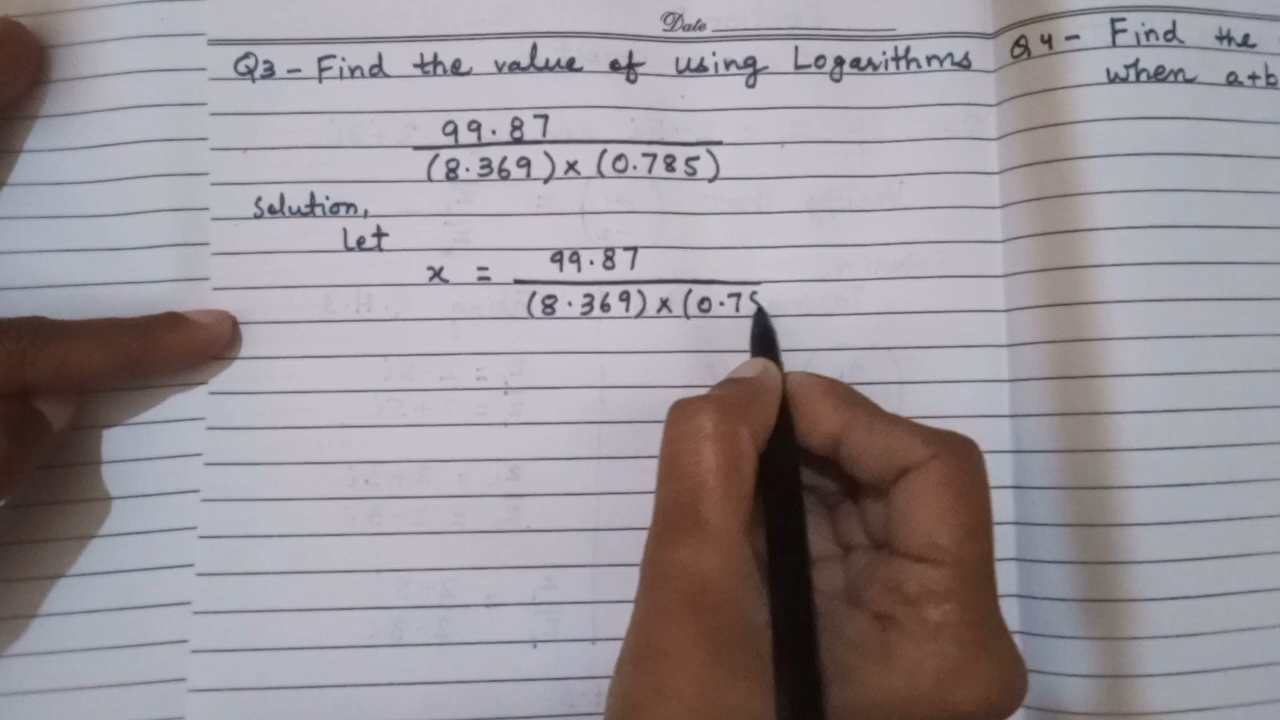 Date
Q3 - Find the value of using Logarithms
99.87
(8.369) × (0.785)
Solution,
Let
x = 99.87
(8.369) × (0.7
Q4 - Find the
when a+b